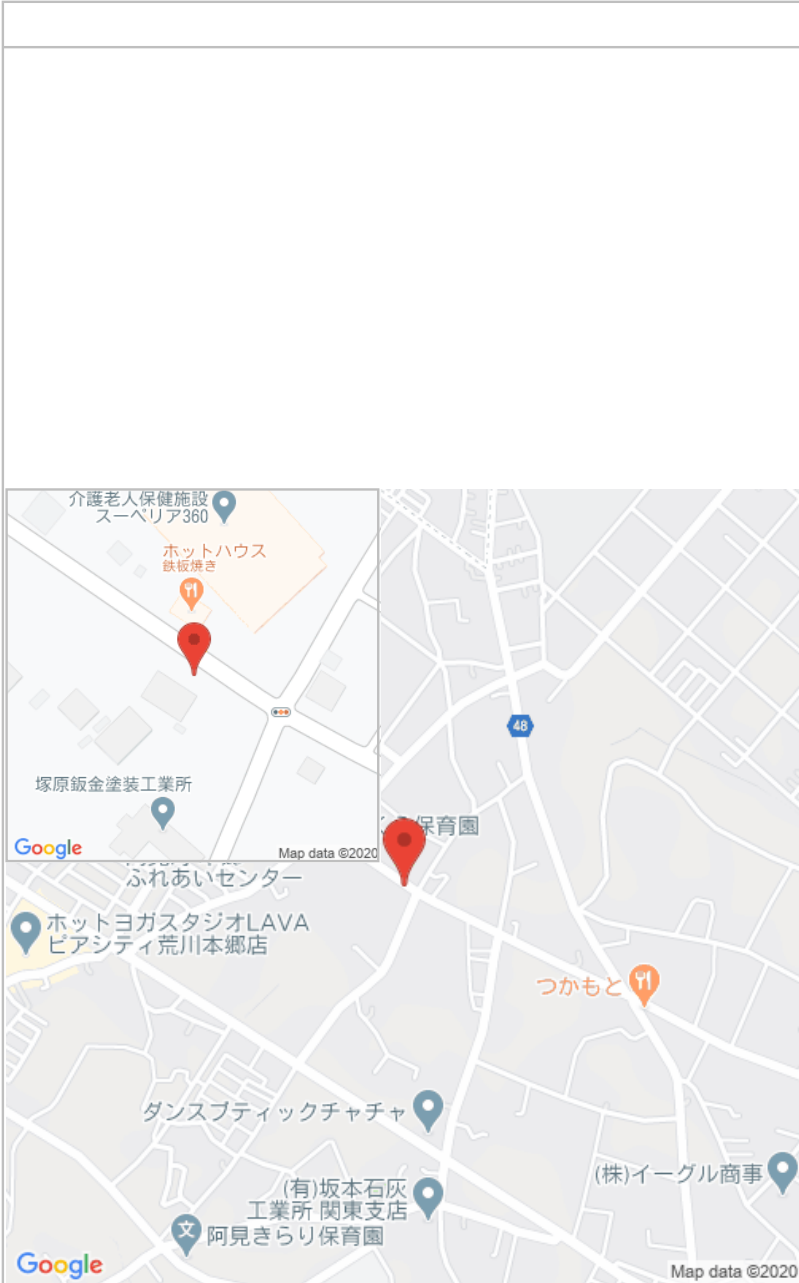 介護老人保健施設
スーペリア360
ホットハウス
鉄板焼き
塚原鈑金塗装工業所
Google
Map data ©2020
48
保育園
ふれあいセンター
ホットヨガスタジオLAVA
ピアシティ荒川本郷店
つかもと
ダンスブティックチャチャ
(株)イーグル商事
(有)坂本石灰
工業所 関東支店
文
阿見きらり保育園
Google
Map data ©2020